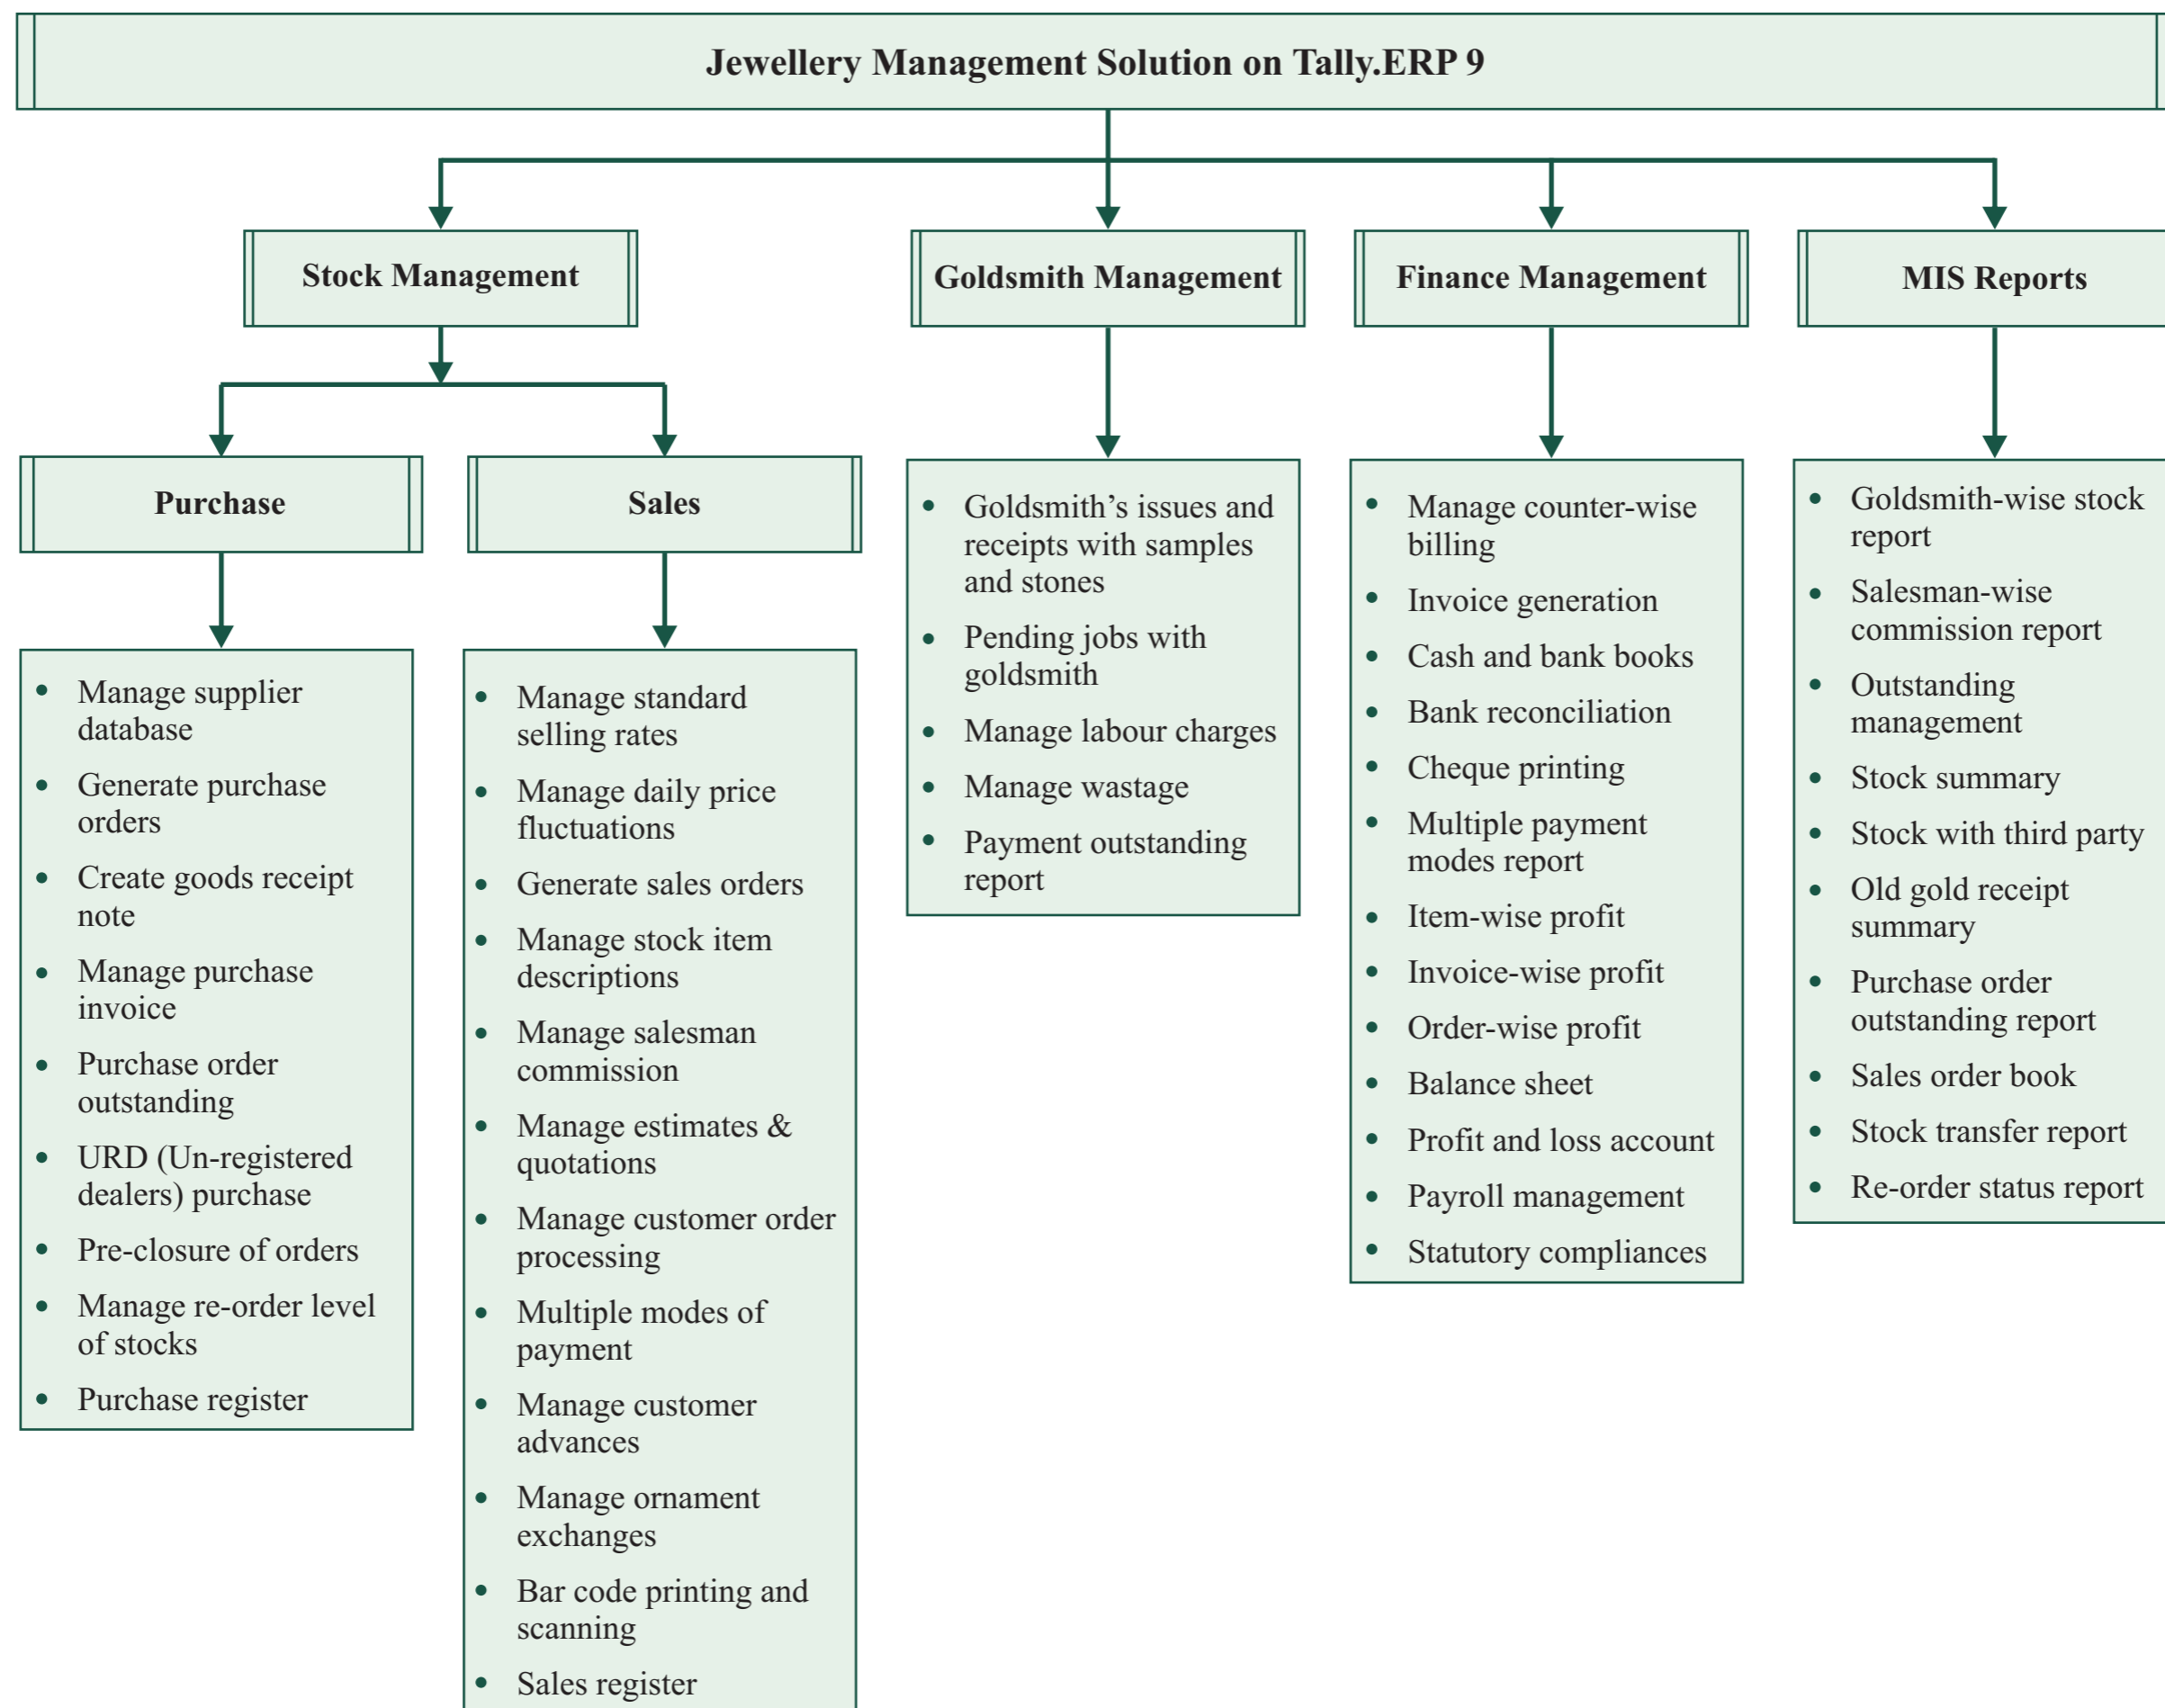 Jewellery Management Solution on Tally.ERP 9
Stock Management
Goldsmith Management
Finance Management
MIS Reports
Purchase
Sales
• Manage supplier
database
• Generate purchase
orders
• Create goods receipt
note
• Manage purchase
invoice
• Purchase order
outstanding
• URD (Un-registered
dealers) purchase
• Pre-closure of orders
• Manage re-order level
of stocks
• Purchase register
• Manage standard
selling rates
• Manage daily price
fluctuations
• Generate sales orders
• Manage stock item
descriptions
• Manage salesman
commission
• Manage estimates &
quotations
• Manage customer order
processing
• Multiple modes of
payment
• Manage customer
advances
• Manage ornament
exchanges
• Bar code printing and
scanning
• Sales register
• Goldsmith’s issues and
receipts with samples
and stones
• Pending jobs with
goldsmith
• Manage labour charges
• Manage wastage
• Payment outstanding
report
• Manage counter-wise
billing
• Invoice generation
• Cash and bank books
• Bank reconciliation
• Cheque printing
• Multiple payment
modes report
• Item-wise profit
• Invoice-wise profit
• Order-wise profit
• Balance sheet
• Profit and loss account
• Payroll management
• Statutory compliances
• Goldsmith-wise stock
report
• Salesman-wise
commission report
• Outstanding
management
• Stock summary
• Stock with third party
• Old gold receipt
summary
• Purchase order
outstanding report
• Sales order book
• Stock transfer report
• Re-order status report